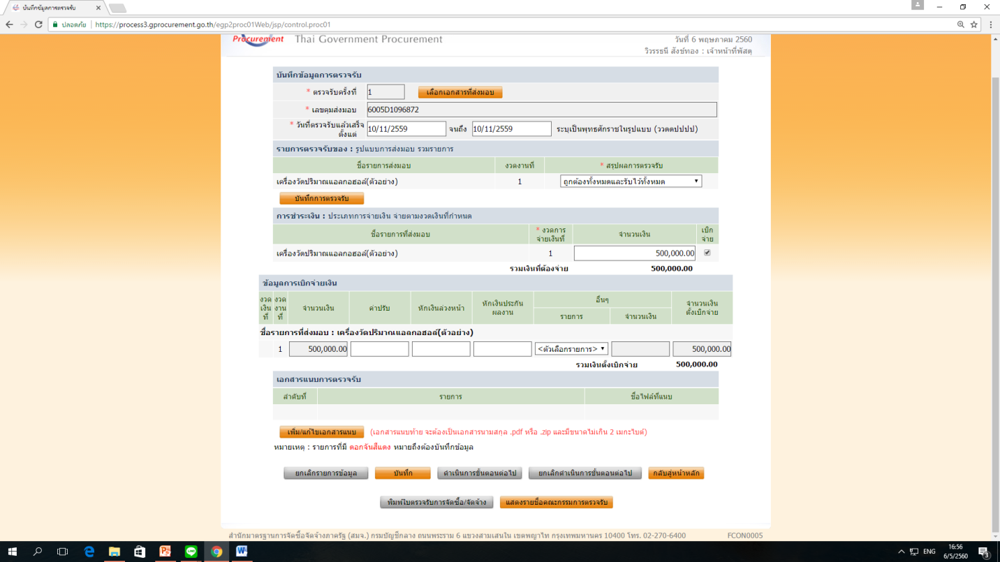 บันทึกข้อมูลการตรวจรับ
ปลอดภัย https://process3.gprocurement.go.th/egp2proc01Web/jsp/control.proc01
Procurement Thai Government Procurement
วันที่ 6 พฤษภาคม 2560
วิวรรธนี สังข์ทอง : เจ้าหน้าที่พัสดุ
บันทึกข้อมูลการตรวจรับ
* ตรวจรับครั้งที่ 1 เลือกเอกสารที่ส่งมอบ
* เลขคุมส่งมอบ 6005D1096872
* วันที่ตรวจรับแล้วเสร็จ
ตั้งแต่ 10/11/2559 จนถึง 10/11/2559 ระบุเป็นพุทธศักราชในรูปแบบ (ววดดปปปป)
รายการตรวจรับของ : รูปแบบการส่งมอบ รวมรายการ
ชื่อรายการส่งมอบ งวดงานที่ * สรุปผลการตรวจรับ
เครื่องวัดปริมาณแอลกอฮอล์(ตัวอย่าง) 1 ถูกต้องทั้งหมดและรับไว้ทั้งหมด
บันทึกการตรวจรับ
การชำระเงิน : ประเภทการจ่ายเงิน จ่ายตามงวดเงินที่กำหนด
ชื่อรายการที่ส่งมอบ * งวดการ
จ่ายเงินที่ จำนวนเงิน เบิก
จ่าย
เครื่องวัดปริมาณแอลกอฮอล์(ตัวอย่าง) 1 500,000.00
รวมเงินที่ต้องจ่าย 500,000.00
ข้อมูลการเบิกจ่ายเงิน
งวด
เงิน
ที่ งวด
งาน
ที่ จำนวนเงิน ค่าปรับ หักเงินล่วงหน้า หักเงินประกัน
ผลงาน อื่นๆ
รายการ จำนวนเงิน จำนวนเงิน
ตั้งเบิกจ่าย
ชื่อรายการที่ส่งมอบ : เครื่องวัดปริมาณแอลกอฮอล์(ตัวอย่าง)
1 500,000.00 <ตัวเลือกรายการ> 500,000.00
รวมเงินตั้งเบิกจ่าย 500,000.00
เอกสารแนบการตรวจรับ
ลำดับที่ รายการ ชื่อไฟล์ที่แนบ
เพิ่ม/แก้ไขเอกสารแนบ (เอกสารแนบท้าย จะต้องเป็นเอกสารนามสกุล .pdf หรือ .zip และมีขนาดไม่เกิน 2 เมกะไบต์)
หมายเหตุ : รายการที่มี ดอกจันสีแดง หมายถึงต้องบันทึกข้อมูล
ยกเลิกรายการข้อมูล บันทึก ดำเนินการขั้นตอนต่อไป ยกเลิกดำเนินการขั้นตอนต่อไป กลับสู่หน้าหลัก
พิมพ์ใบตรวจรับการจัดซื้อ/จัดจ้าง แสดงรายชื่อคณะกรรมการตรวจรับ
สำนักมาตรฐานการจัดซื้อจัดจ้างภาครัฐ (สมจ.) กรมบัญชีกลาง ถนนพระราม 6 แขวงสามเสนใน เขตพญาไท กรุงเทพมหานคร 10400 โทร. 02-270-6400 FCON0005
ENG 16:56
6/5/2560 3